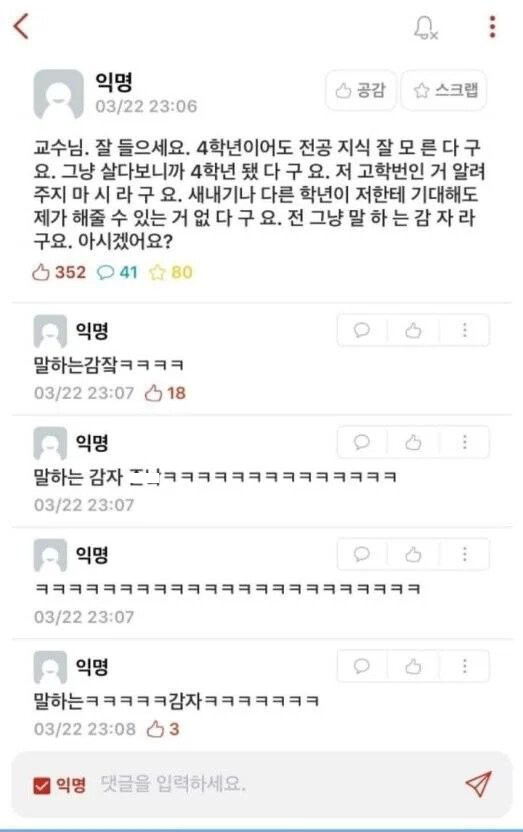 익명
03/22 23:06
공감
스크랩
교수님. 잘 들으세요. 4학년이어도 전공 지식 잘 모 른 다 구
요. 그냥 살다보니까 4학년 됐 다 구 요. 저 고학번인 거 알려
주지 마 시 라 구 요. 새내기나 다른 학년이 저한테 기대해도
제가 해줄 수 있는 거 없 다 구 요. 전 그냥 말 하 는 감 자 라
구요. 아시겠어요?
352 41 80
익명
말하는감잨ㅋㅋㅋㅋ
03/22 23:07 18
익명
말하는 감자 ㅋㅋㅋㅋㅋㅋㅋㅋㅋㅋㅋㅋㅋㅋ
03/22 23:07
익명
ㅋㅋㅋㅋㅋㅋㅋㅋㅋㅋㅋㅋㅋㅋㅋㅋㅋㅋㅋㅋㅋㅋㅋ
03/22 23:07
익명
말하는ㅋㅋㅋㅋㅋ감자ㅋㅋㅋㅋㅋㅋㅋ
03/22 23:08 3
익명 댓글을 입력하세요.